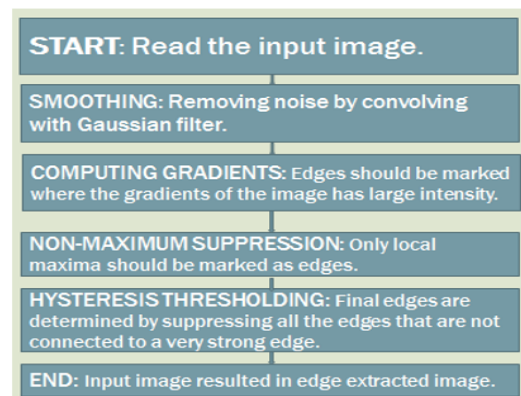 START: Read the input image.
SMOOTHING: Removing noise by convolving
with Gaussian filter.
COMPUTING GRADIENTS: Edges should be marked
where the gradients of the image has large intensity.
NON-MAXIMUM SUPPRESSION: Only local
maxima should be marked as edges.
HYSTERESIS THRESHOLDING: Final edges are
determined by suppressing all the edges that are not
connected to a very strong edge.
END: Input image resulted in edge extracted image.